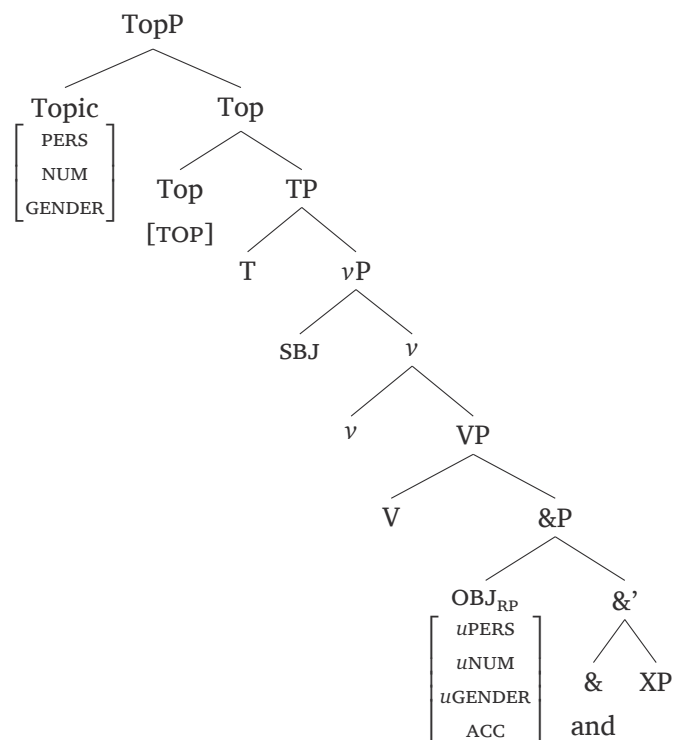 TopP
Topic Top
PERS
NUM
GENDER
Top TP
[TOP]
T vP
SBJ v
v VP
V &P
OBJRP &’
uPERS
uNUM
uGENDER
ACC
& XP
and